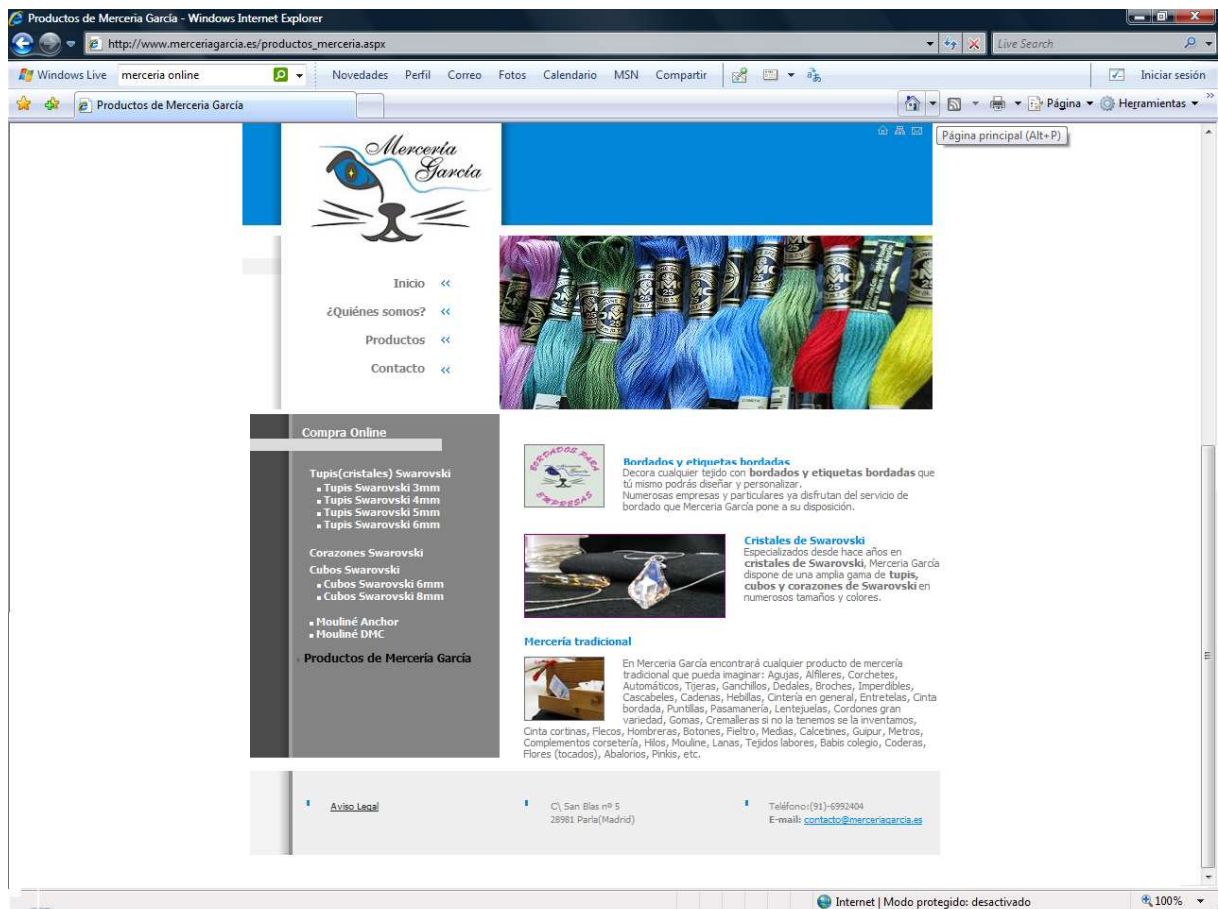 Productos de Merceria García - Windows Internet Explorer
http://www.merceriagarcia.es/productos_merceria.aspx
Live Search
Windows Live
merceria online
Novedades Perfil Correo Fotos Calendario MSN Compartir
Iniciar sesión
Productos de Merceria García
Página
Herramientas
Página principal (Alt+P)
Mercería
García
Inicio
¿Quiénes somos?
Productos
Contacto
Compra Online
Tupis(cristales) Swarovski
Tupis Swarovski 3mm
Tupis Swarovski 4mm
Tupis Swarovski 5mm
Tupis Swarovski 6mm
Corazones Swarovski
Cubos Swarovski
Cubos Swarovski 6mm
Cubos Swarovski 8mm
Mouliné Anchor
Mouliné DMC
Productos de Mercería García
BORDADOS PARA
EMPRESAS
Bordados y etiquetas bordadas
Decora cualquier tejido con bordados y etiquetas bordadas que
tú mismo podrás diseñar y personalizar.
Numerosas empresas y particulares ya disfrutan del servicio de
bordado que Merceria García pone a su disposición.
Cristales de Swarovski
Especializados desde hace años en
cristales de Swarovski, Merceria García
dispone de una amplia gama de tupis,
cubos y corazones de Swarovski en
numerosos tamaños y colores.
Mercería tradicional
En Merceria García encontrará cualquier producto de mercería
tradicional que pueda imaginar: Agujas, Alfileres, Corchetes,
Automáticos, Tijeras, Ganchillos, Dedales, Broches, Imperdibles,
Cascabeles, Cadenas, Hebillas, Cintería en general, Entretelas, Cinta
bordada, Puntillas, Pasamanería, Lentejuelas, Cordones gran
variedad, Gomas, Cremalleras si no la tenemos se la inventamos,
Cinta cortinas, Flecos, Hombreras, Botones, Fieltro, Medias, Calcetines, Guipur, Metros,
Complementos corsetería, Hilos, Mouline, Lanas, Tejidos labores, Babis colegio, Coderas,
Flores (tocados), Abalorios, Pinkis, etc.
Aviso Legal
C\ San Blas nº 5
28981 Parla(Madrid)
Teléfono:(91)-6992404
E-mail: contacto@merceriagarcia.es
Internet | Modo protegido: desactivado
100%